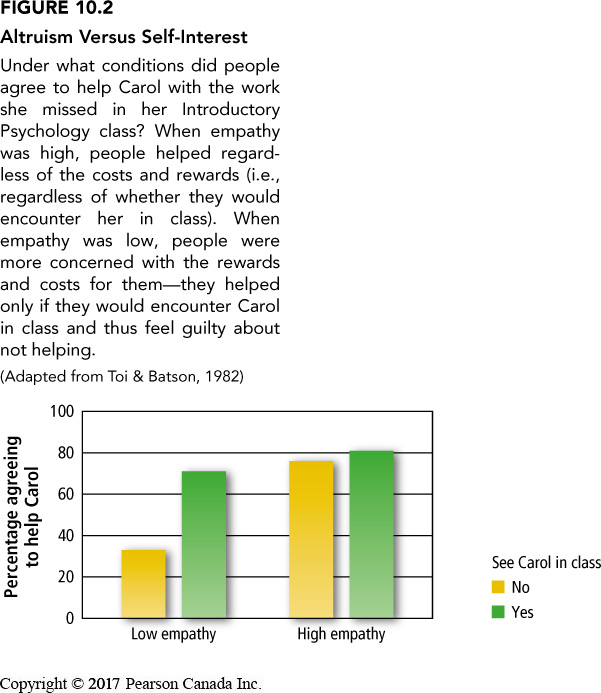 FIGURE 10.2
Altruism Versus Self-Interest
Under what conditions did people
agree to help Carol with the work
she missed in her Introductory
Psychology class? When empathy
was high, people helped regard-
less of the costs and rewards (i.e.,
regardless of whether they would
encounter her in class). When
empathy was low, people were
more concerned with the rewards
and costs for them—they helped
only if they would encounter Carol
in class and thus feel guilty about
not helping.
(Adapted from Toi & Batson, 1982)
Percentage agreeing
to help Carol
100
80
60
40
20
0
Low empathy
High empathy
See Carol in class
No
Yes
Copyright © 2017 Pearson Canada Inc.